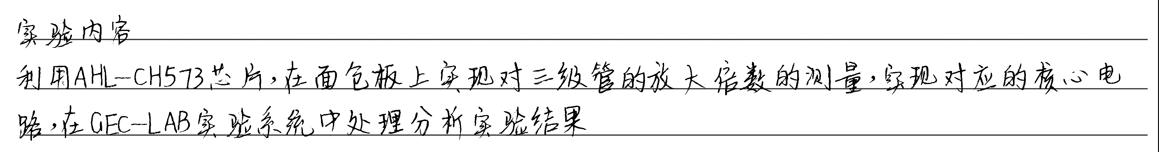 实验内容
利用AHL-CH573芯片,在面包板上实现对三级管的放大倍数的测量,实现对应的核心电
路,在GEC-LAB实验系统中处理分析实验结果